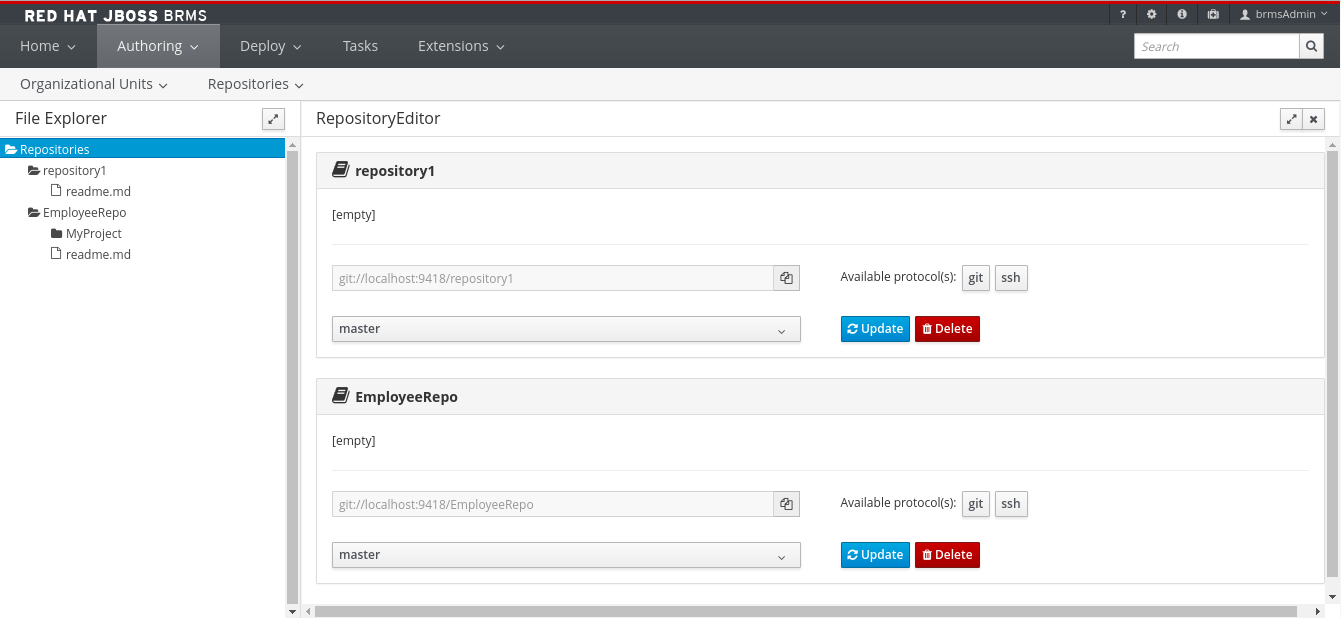 RED HAT JBOSS BRMS
? brmsAdmin
Home Authoring Deploy Tasks Extensions Search
Organizational Units Repositories
File Explorer
Repositories
repository1
readme.md
EmployeeRepo
MyProject
readme.md
RepositoryEditor
repository1
[empty]
git://localhost:9418/repository1
Available protocol(s): git ssh
master
Update Delete
EmployeeRepo
[empty]
git://localhost:9418/EmployeeRepo
Available protocol(s): git ssh
master
Update Delete